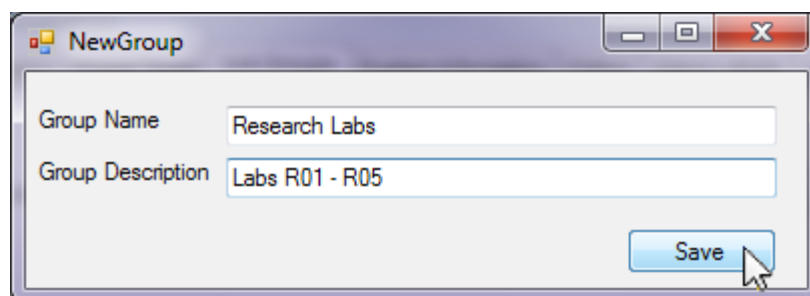 NewGroup
Group Name Research Labs
Group Description Labs R01 - R05
Save